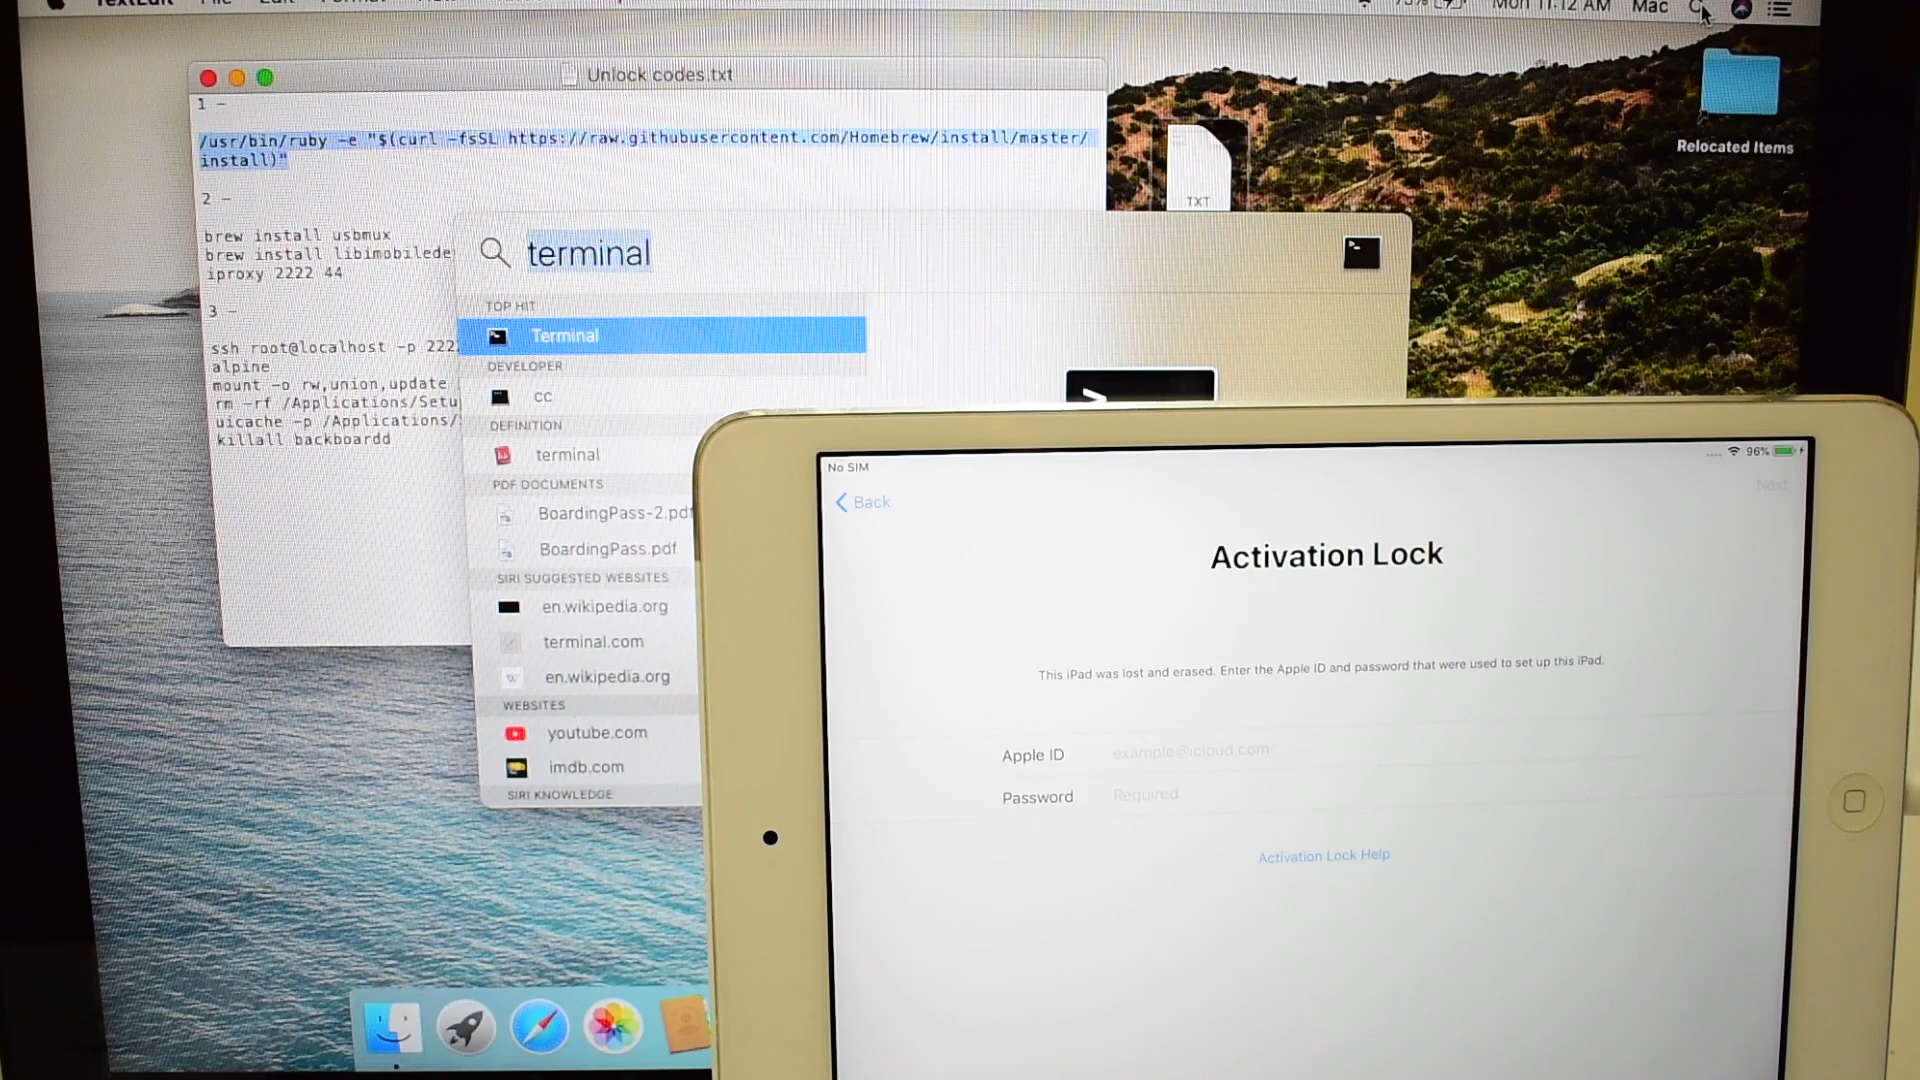 Mon 11:12 AM Mac
Unlock codes.txt
1 –
/usr/bin/ruby -e "$(curl -fsSL https://raw.githubusercontent.com/Homebrew/install/master/
install)"
2 –
brew install usbmux
brew install libimobilede
iproxy 2222 44
3 –
ssh root@localhost -p 222
alpine
mount -o rw,union,update
rm -rf /Applications/Setu
uicache -p /Applications/
killall backboardd
TXT
Relocated Items
terminal
TOP HIT
Terminal
DEVELOPER
cc
DEFINITION
terminal
PDF DOCUMENTS
BoardingPass-2.pdf
BoardingPass.pdf
SIRI SUGGESTED WEBSITES
en.wikipedia.org
terminal.com
en.wikipedia.org
WEBSITES
youtube.com
imdb.com
SIRI KNOWLEDGE
No SIM
96%
Back
Next
Activation Lock
This iPad was lost and erased. Enter the Apple ID and password that were used to set up this iPad.
Apple ID example@icloud.com
Password Required
Activation Lock Help